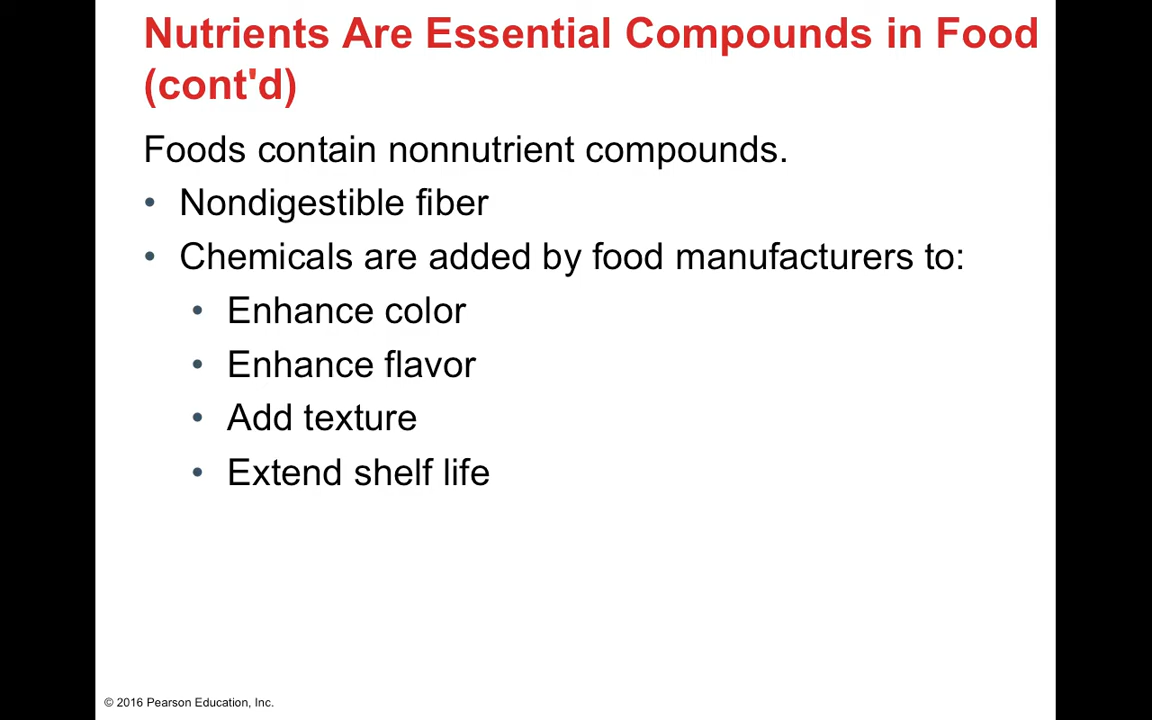 Nutrients Are Essential Compounds in Food
(cont'd)
Foods contain nonnutrient compounds.
• Nondigestible fiber
• Chemicals are added by food manufacturers to:
• Enhance color
• Enhance flavor
• Add texture
• Extend shelf life
© 2016 Pearson Education, Inc.